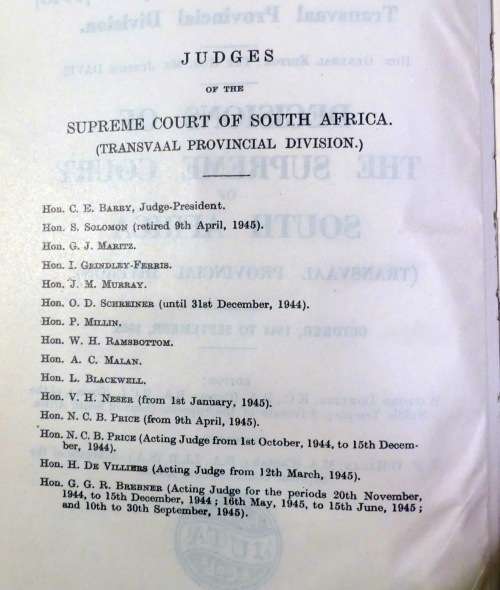 JUDGES
OF THE
SUPREME COURT OF SOUTH AFRICA.
(TRANSVAAL PROVINCIAL DIVISION.)
Hon. C. E. BARRY, Judge-President.
Hon. S. SOLOMON (retired 9th April, 1945).
Hon. G. J. MARITZ.
Hon. I. GRINDLEY-FERRIS.
Hon. J. M. MURRAY.
Hon. O. D. SCHREINER (until 31st December, 1944).
Hon. P. MILLIN.
Hon. W. H. RAMSBOTTOM.
Hon. A. C. MALAN.
Hon. L. BLACKWELL.
Hon. V. H. NESER (from 1st January, 1945).
Hon. N. C. B. PRICE (from 9th April, 1945).
Hon. N. C. B. PRICE (Acting Judge from 1st October, 1944, to 15th Decem-
ber, 1944).
Hon. H. DE VILLIERS (Acting Judge from 12th March, 1945).
Hon. G. G. R. BREBNER (Acting Judge for the periods 20th November,
1944, to 15th December, 1944; 16th May, 1945, to 15th June, 1945;
and 10th to 30th September, 1945).